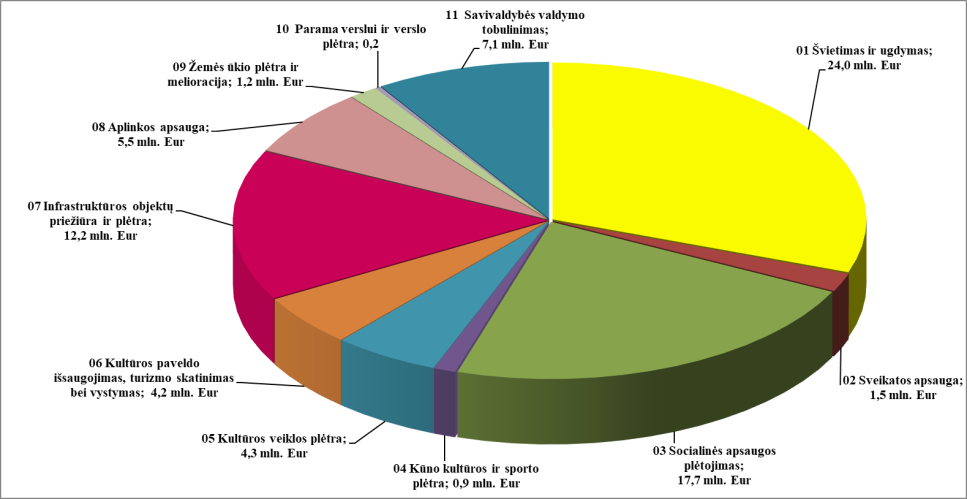 01 Švietimas ir ugdymas;
24,0 mln. Eur
02 Sveikatos apsauga;
1,5 mln. Eur
03 Socialinės apsaugos
plėtojimas;
17,7 mln. Eur
04 Kūno kultūros ir sporto
plėtra; 0,9 mln. Eur
05 Kultūros veiklos plėtra;
4,3 mln. Eur
06 Kultūros paveldo
išsaugojimas, turizmo skatinimas
bei vystymas; 4,2 mln. Eur
07 Infrastruktūros objektų
priežiūra ir plėtra;
12,2 mln. Eur
08 Aplinkos apsauga;
5,5 mln. Eur
09 Žemės ūkio plėtra ir
melioracija; 1,2 mln. Eur
10 Parama verslui ir verslo
plėtra; 0,2
11 Savivaldybės valdymo
tobulinimas;
7,1 mln. Eur